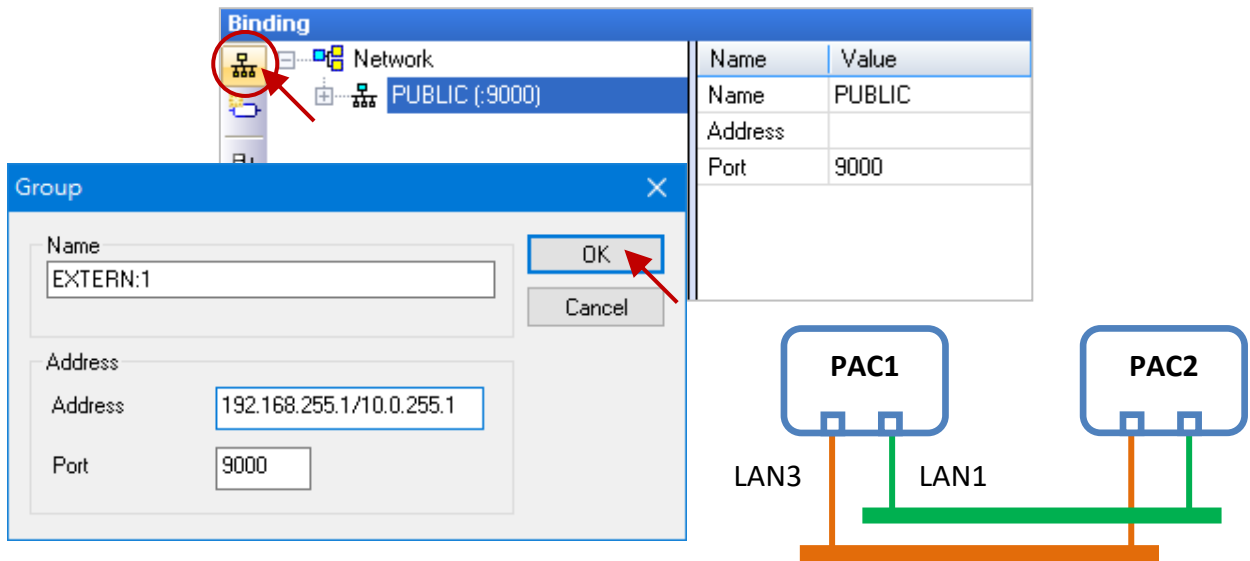 Binding
Network
PUBLIC (:9000)
Name Value
Name PUBLIC
Address
Port 9000
Group
Name
EXTERN:1
OK
Cancel
Address
Address 192.168.255.1/10.0.255.1
Port 9000
PAC1 PAC2
LAN3 LAN1